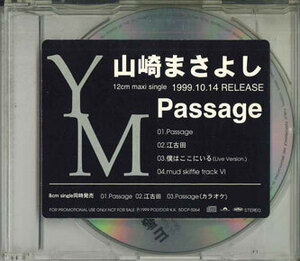 YM
山崎まさよし
12cm maxi single 1999.10.14 RELEASE
Passage
01.Passage
02.江古田
03.僕はここにいる(Live Version.)
04.mud skiffle track VI
8cm single同時発売 01.Passage 02.江古田 03.Passage(カラオケ)
FOR PROMOTIONAL USE ONLY NOT FOR SALE Ⓟ1999 POLYDOR K.K. SDCP-5064 STEREO